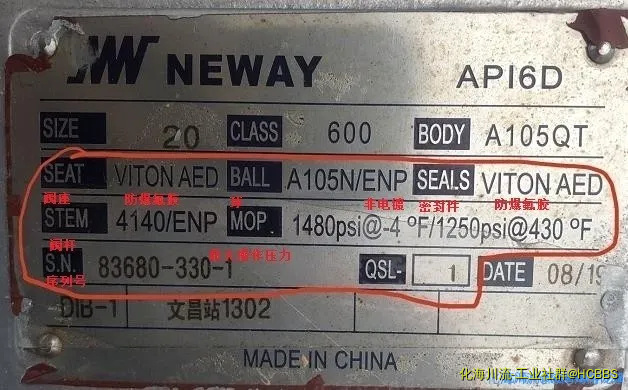 NEWAY API6D
SIZE 20 CLASS 600 BODY A105QT
SEAT VITON AED BALL A105N/ENP SEALS VITON AED
阀座 防爆氟胶 球 非电镀 密封件 防爆氟胶
STEM 4140/ENP MOP 1480psi@-4 °F/1250psi@430 °F
阀杆 最大操作压力
S.N. 83680-330-1 QSL- 1 DATE 08/19
序列号
DIB-1 文昌站1302
MADE IN CHINA
化海川流-工业社群@HCBBS